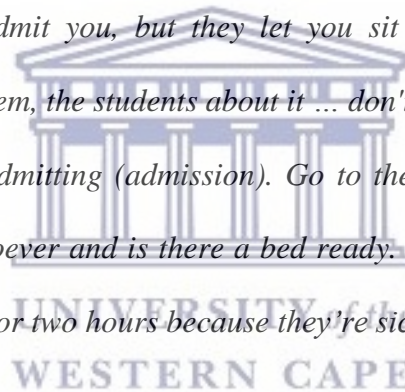 dmit you, but they let you sit
em, the students about it ... don'
dmitting (admission). Go to the
oever and is there a bed ready.
or two hours because they're sic
UNIVERSITY of the
WESTERN CAPE